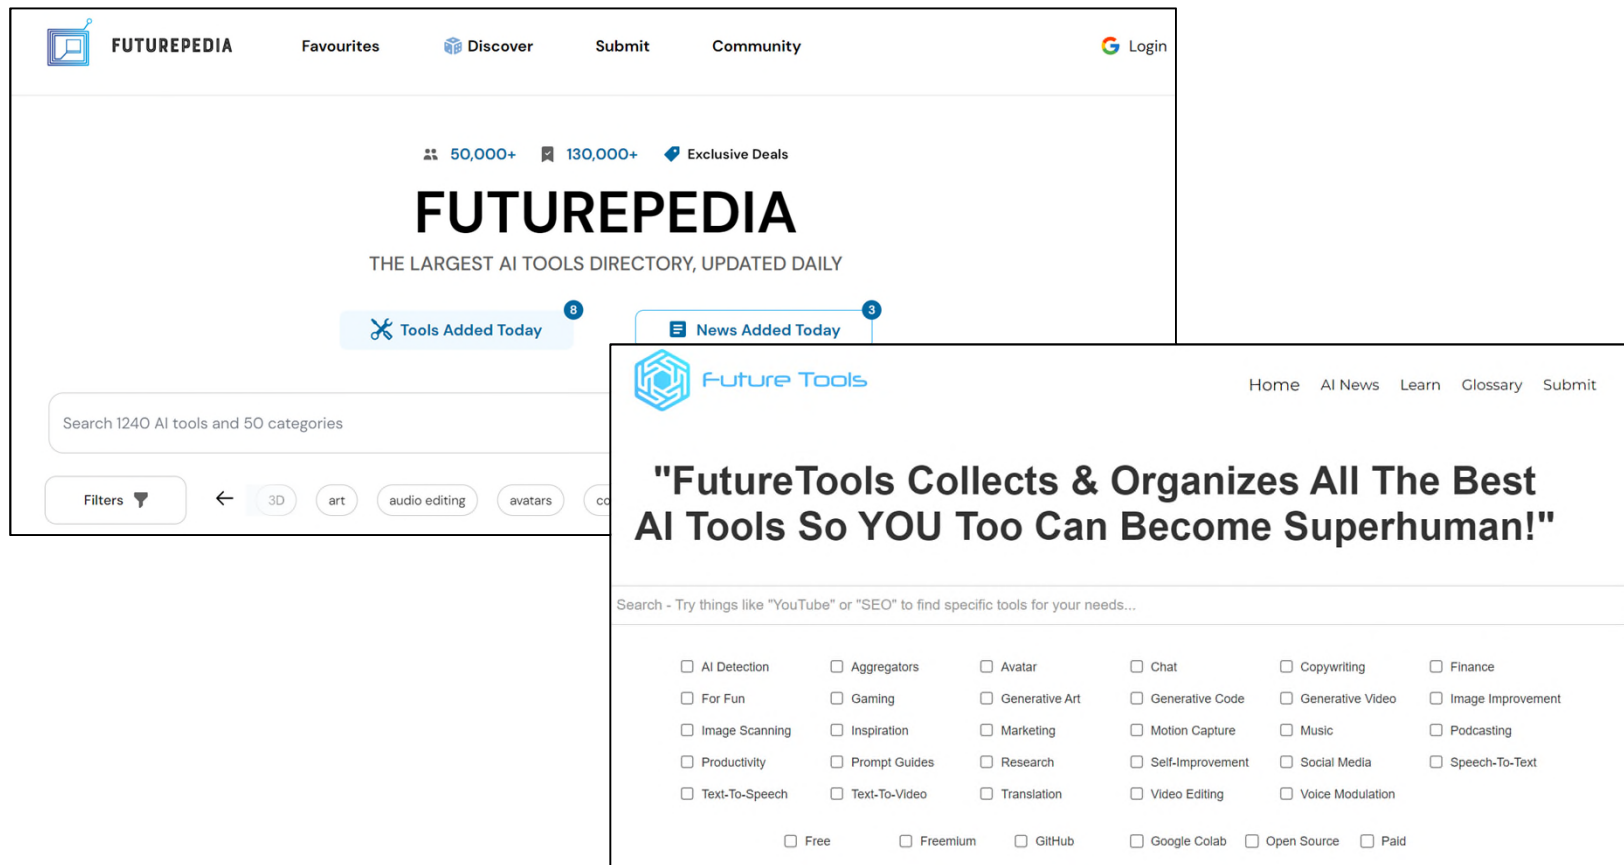 FUTUREPEDIA Favourites Discover Submit Community Login
50,000+ 130,000+ Exclusive Deals
FUTUREPEDIA
THE LARGEST AI TOOLS DIRECTORY, UPDATED DAILY
Tools Added Today 8 News Added Today 3
Search 1240 AI tools and 50 categories
Filters 3D art audio editing avatars
Future Tools Home AI News Learn Glossary Submit
"FutureTools Collects & Organizes All The Best
AI Tools So YOU Too Can Become Superhuman!"
Search - Try things like "YouTube" or "SEO" to find specific tools for your needs...
AI Detection Aggregators Avatar Chat Copywriting Finance
For Fun Gaming Generative Art Generative Code Generative Video Image Improvement
Image Scanning Inspiration Marketing Motion Capture Music Podcasting
Productivity Prompt Guides Research Self-Improvement Social Media Speech-To-Text
Text-To-Speech Text-To-Video Translation Video Editing Voice Modulation
Free Freemium GitHub Google Colab Open Source Paid